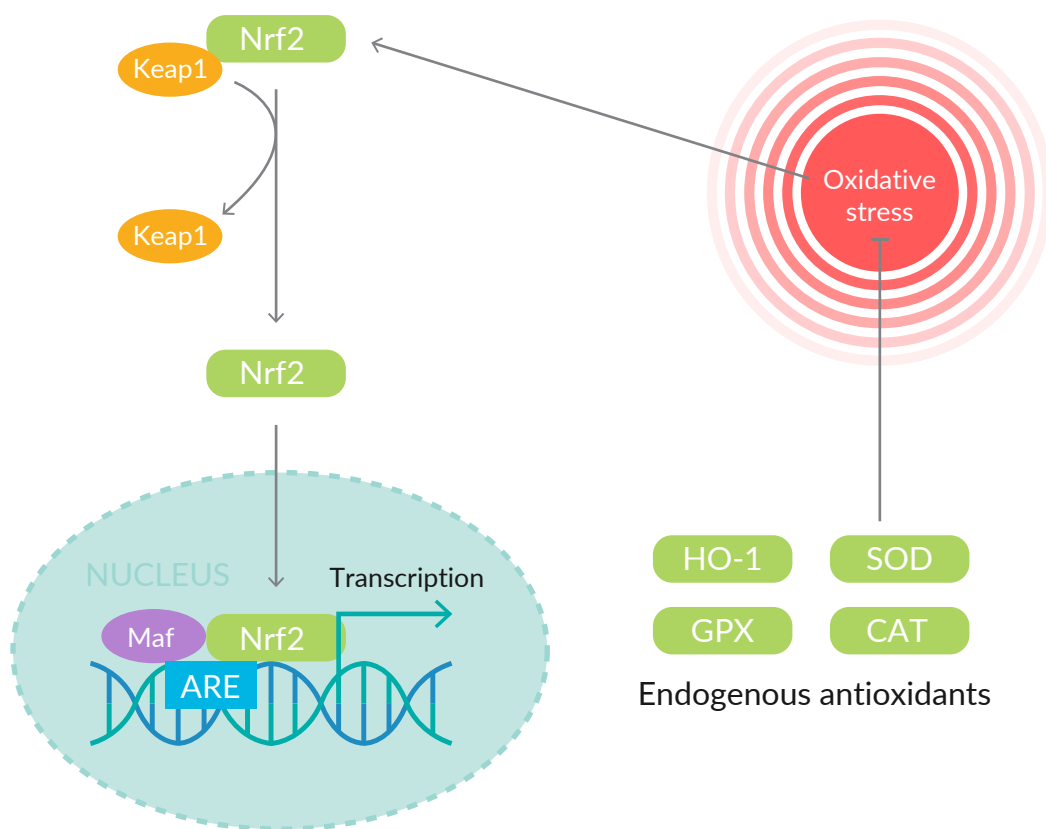 Nrf2
Keap1
Keap1
Oxidative
stress
Nrf2
NUCLEUS
Transcription
Maf
Nrf2
ARE
HO-1
SOD
GPX
CAT
Endogenous antioxidants